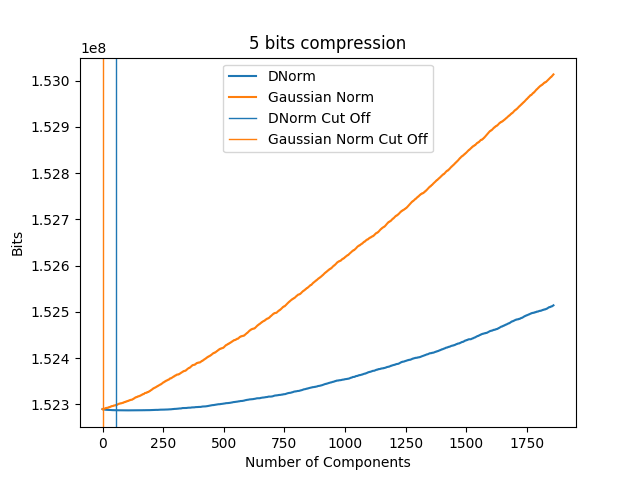 5 bits compression
1e8
DNorm
Gaussian Norm
DNorm Cut Off
Gaussian Norm Cut Off
1.530
1.529
1.528
1.527
1.526
1.525
1.524
1.523
Bits
0 250 500 750 1000 1250 1500 1750
Number of Components